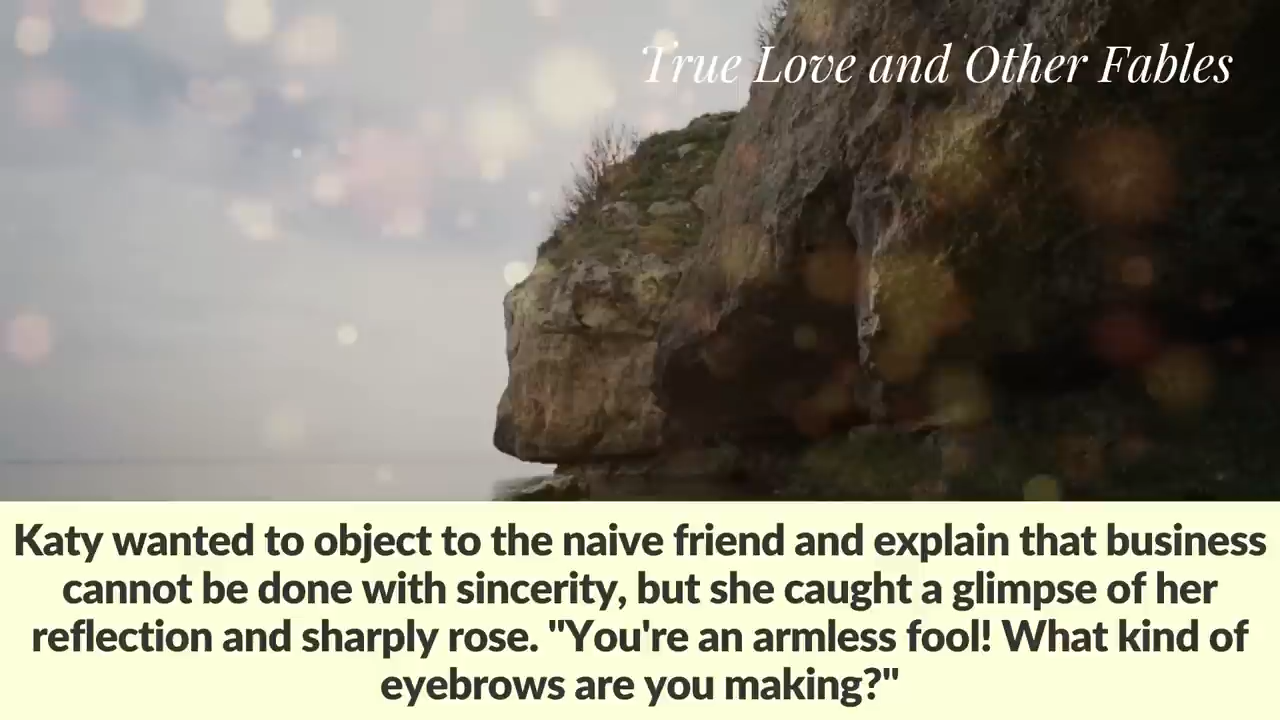 True Love and Other Fables
Katy wanted to object to the naive friend and explain that business
cannot be done with sincerity, but she caught a glimpse of her
reflection and sharply rose. "You're an armless fool! What kind of
eyebrows are you making?"